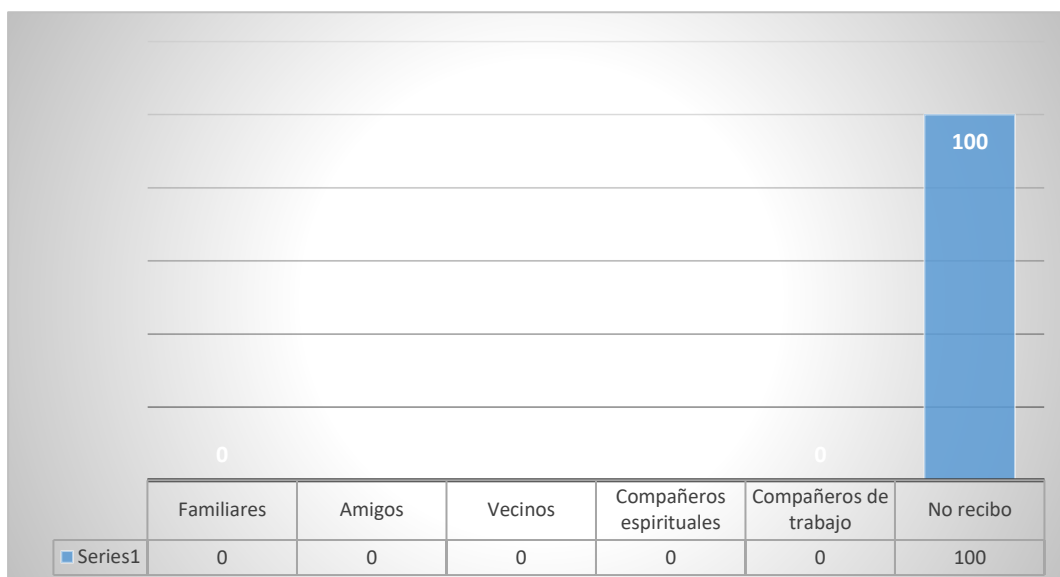 100
0 0
Familiares Amigos Vecinos Compañeros espirituales Compañeros de trabajo No recibo
Series1 0 0 0 0 0 100